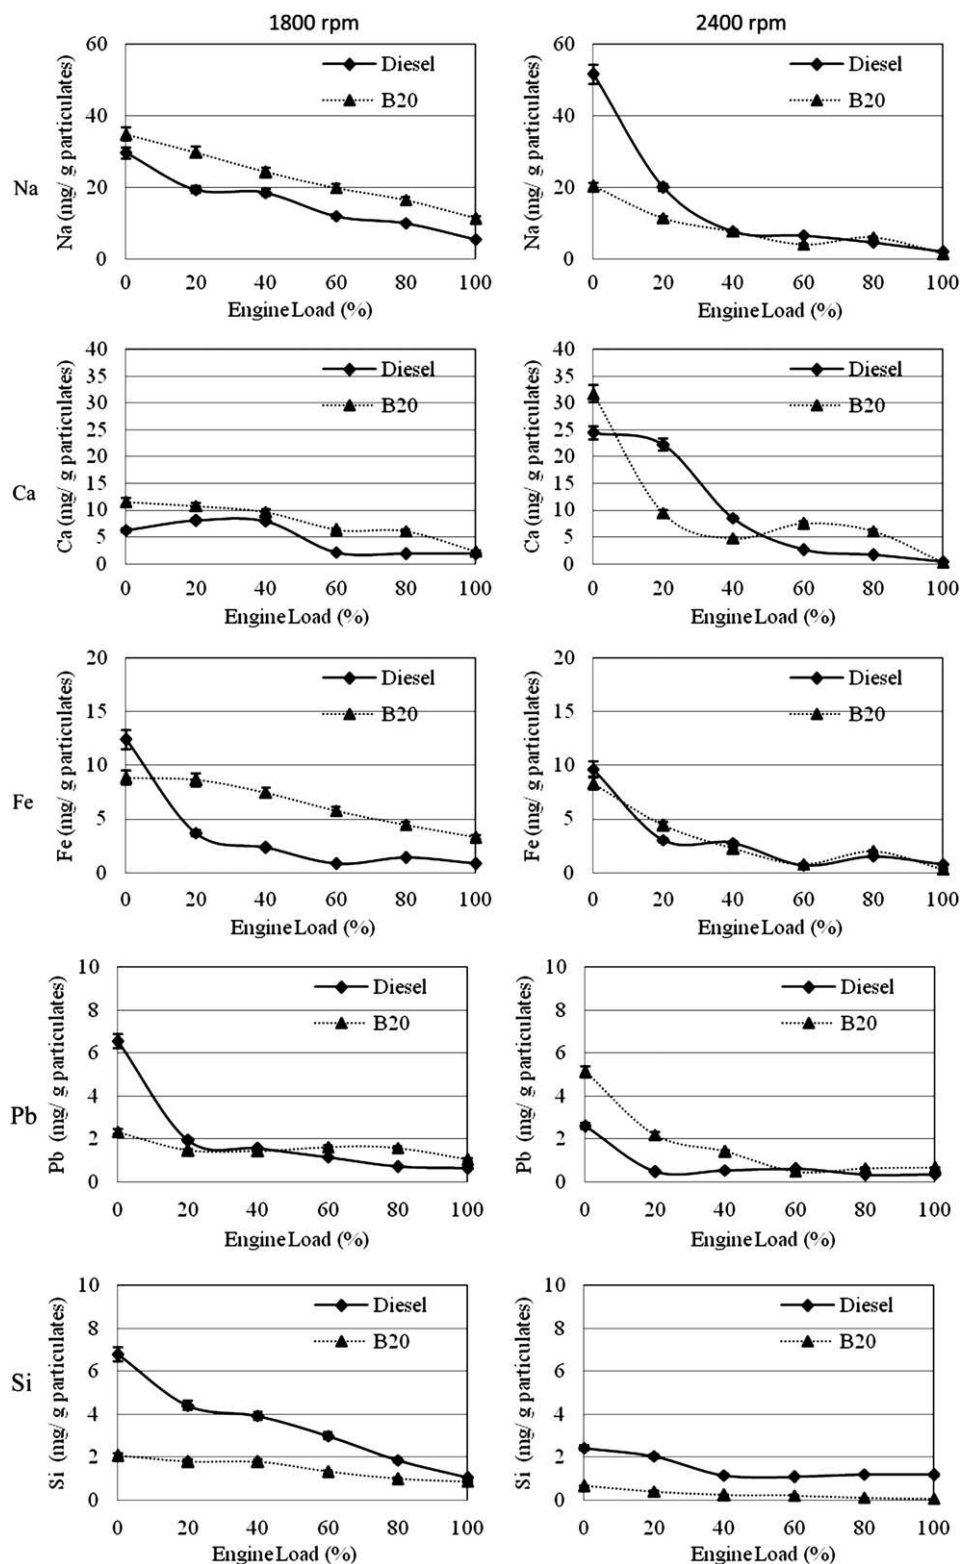 1800 rpm
2400 rpm
Na
Na (mg/ g particulates)
60
40
20
0
Diesel
B20
0 20 40 60 80 100
Engine Load (%)
Na (mg/ g particulates)
60
40
20
0
Diesel
B20
0 20 40 60 80 100
Engine Load (%)
Ca
Ca (mg/ g particulates)
40
35
30
25
20
15
10
5
0
Diesel
B20
0 20 40 60 80 100
Engine Load (%)
Ca (mg/ g particulates)
40
35
30
25
20
15
10
5
0
Diesel
B20
0 20 40 60 80 100
Engine Load (%)
Fe
Fe (mg/ g particulates)
20
15
10
5
0
Diesel
B20
0 20 40 60 80 100
Engine Load (%)
Fe (mg/ g particulates)
20
15
10
5
0
Diesel
B20
0 20 40 60 80 100
Engine Load (%)
Pb
Pb (mg/ g particulates)
10
8
6
4
2
0
Diesel
B20
0 20 40 60 80 100
Engine Load (%)
Pb (mg/ g particulates)
10
8
6
4
2
0
Diesel
B20
0 20 40 60 80 100
Engine Load (%)
Si
Si (mg/ g particulates)
10
8
6
4
2
0
Diesel
B20
0 20 40 60 80 100
Engine Load (%)
Si (mg/ g particulates)
10
8
6
4
2
0
Diesel
B20
0 20 40 60 80 100
Engine Load (%)